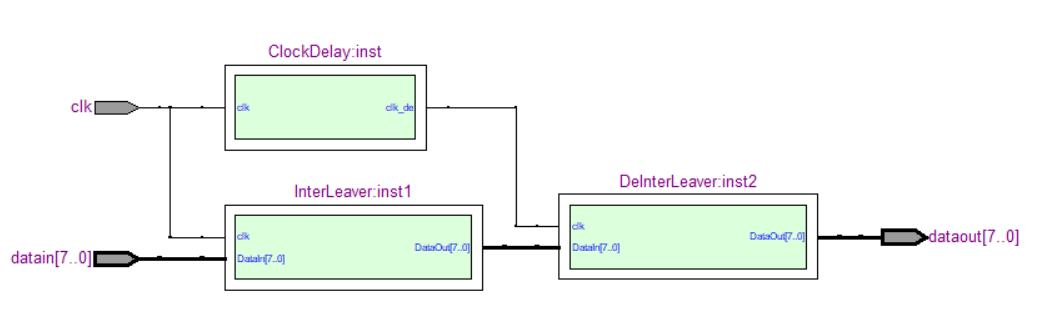 ClockDelay:inst
clk
clk
clk_de
InterLeaver:inst1
DeInterLeaver:inst2
clk
clk
DataOut[7..0]
DataIn[7..0]
DataOut[7..0]
dataout[7..0]
datain[7..0]
DataIn[7..0]